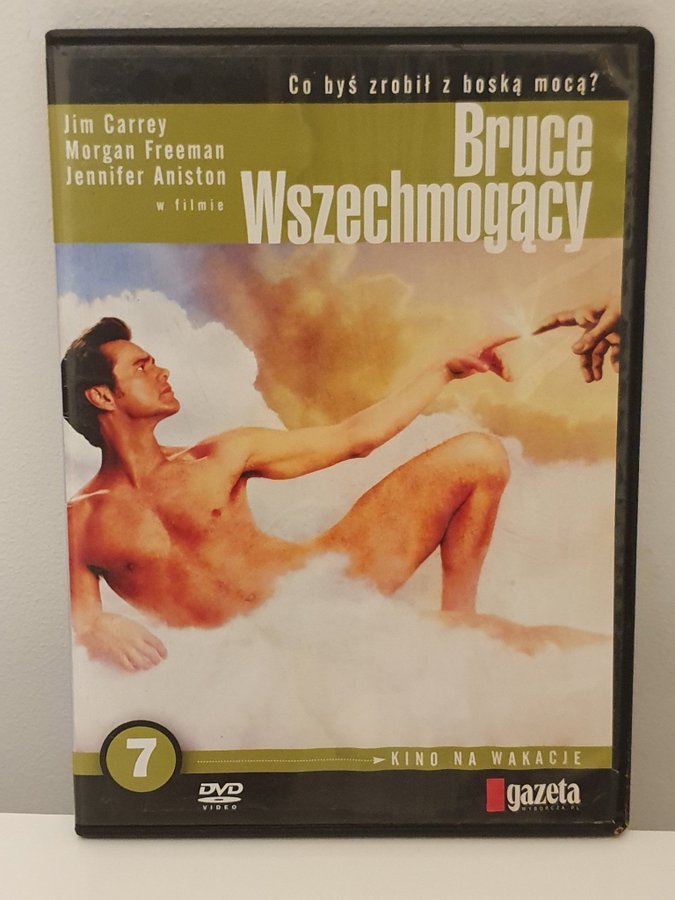 Co byś zrobił z boską mocą?
Jim Carrey
Morgan Freeman
Jennifer Aniston
w filmie
Bruce
Wszechmogący
7
KINO NA WAKACJE
DVD
VIDEO
gazeta
WYBORCZA.PL